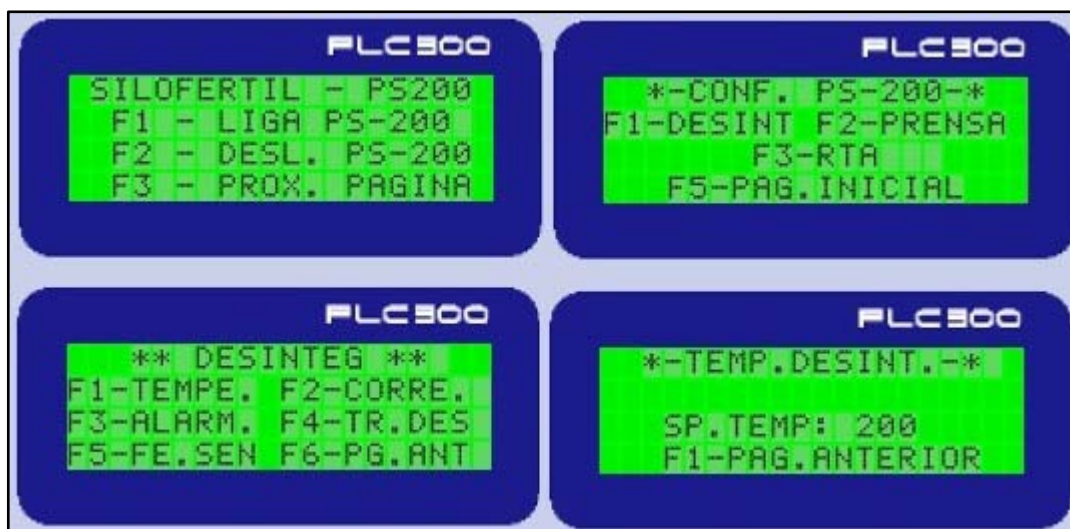 PLC300
SILOFERTIL - PS200
F1 - LIGA PS-200
F2 - DESL. PS-200
F3 - PROX. PAGINA
PLC300
*-CONF. PS-200-*
F1-DESINT F2-PRENSA
F3-RTA
F5-PAG.INICIAL
PLC300
** DESINTEG **
F1-TEMPE. F2-CORRE.
F3-ALARM. F4-TR.DES
F5-FE.SEN F6-PG.ANT
PLC300
*-TEMP.DESINT.-*
SP.TEMP: 200
F1-PAG.ANTERIOR